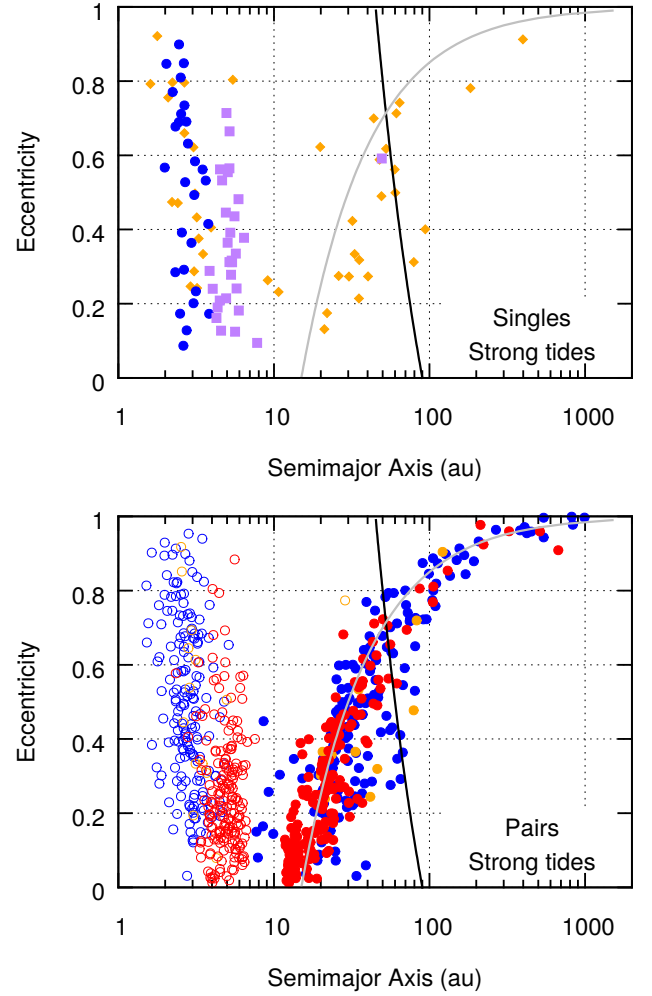 1
0.8
0.6
0.4
0.2
0
Eccentricity
Singles
Strong tides
1 10 100 1000
Semimajor Axis (au)
1
0.8
0.6
0.4
0.2
0
Eccentricity
Pairs
Strong tides
1 10 100 1000
Semimajor Axis (au)